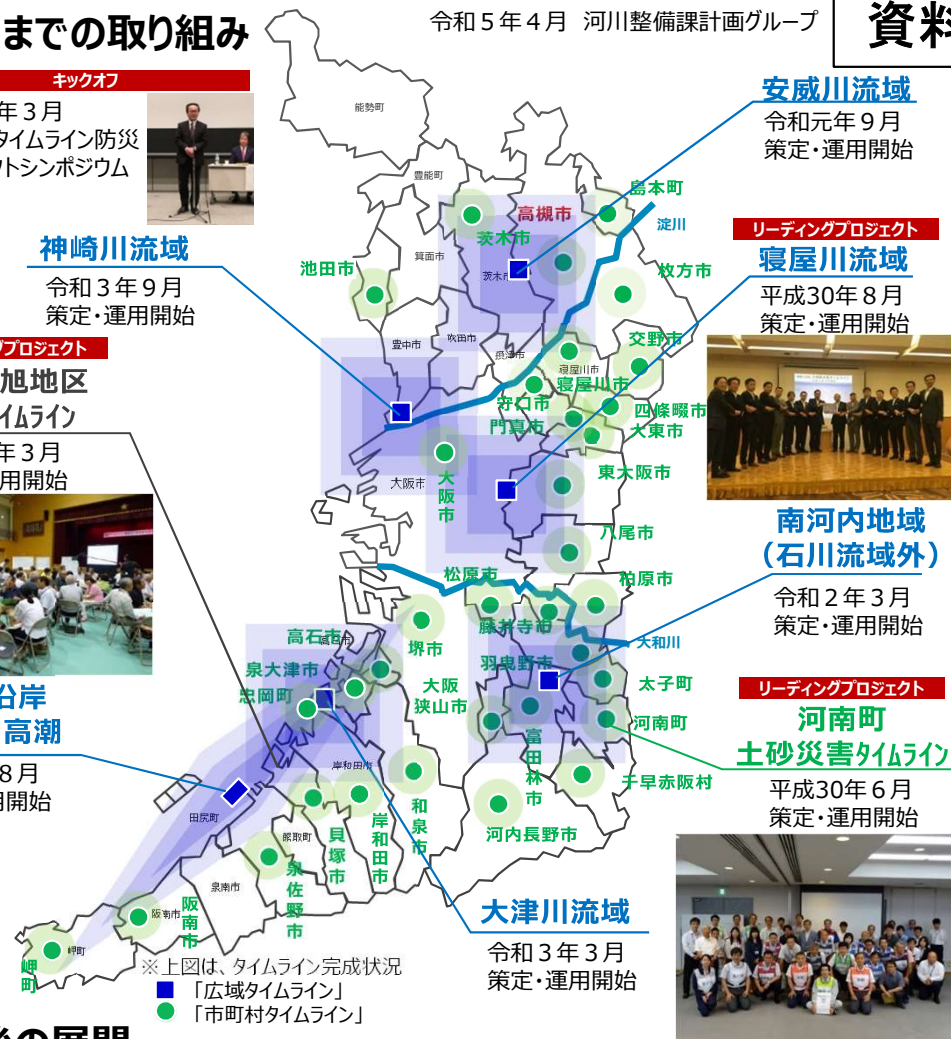 までの取り組み
令和５年４月 河川整備課計画グループ
資料
キックオフ
年３月
タイムライン防災
クトシンポジウム
神崎川流域
令和３年９月
策定・運用開始
プロジェクト
旭地区
イムライン
年３月
用開始
沿岸
高潮
８月
用開始
安威川流域
令和元年９月
策定・運用開始
リーディングプロジェクト
寝屋川流域
平成30年８月
策定・運用開始
南河内地域
（石川流域外）
令和２年３月
策定・運用開始
リーディングプロジェクト
河南町
土砂災害タイムライン
平成30年６月
策定・運用開始
大津川流域
令和３年３月
策定・運用開始
能勢町
豊能町
高槻市
島本町
淀川
茨木市
箕面市
茨木市
池田市
枚方市
豊中市
吹田市
摂津市
交野市
寝屋川市
寝屋川市
守口市
四條畷市
門真市
大東市
大阪市
大阪市
東大阪市
八尾市
松原市
柏原市
藤井寺市
大和川
高石市
堺市
羽曳野市
泉大津市
忠岡町
大阪
狭山市
太子町
河南町
富田林市
千早赤阪村
岸和田市
和泉市
河内長野市
田尻町
熊取町
貝塚市
岸和田市
泉佐野市
泉南市
阪南市
阪南市
岬町
岬町
※上図は、タイムライン完成状況
「広域タイムライン」
「市町村タイムライン」
後の展開